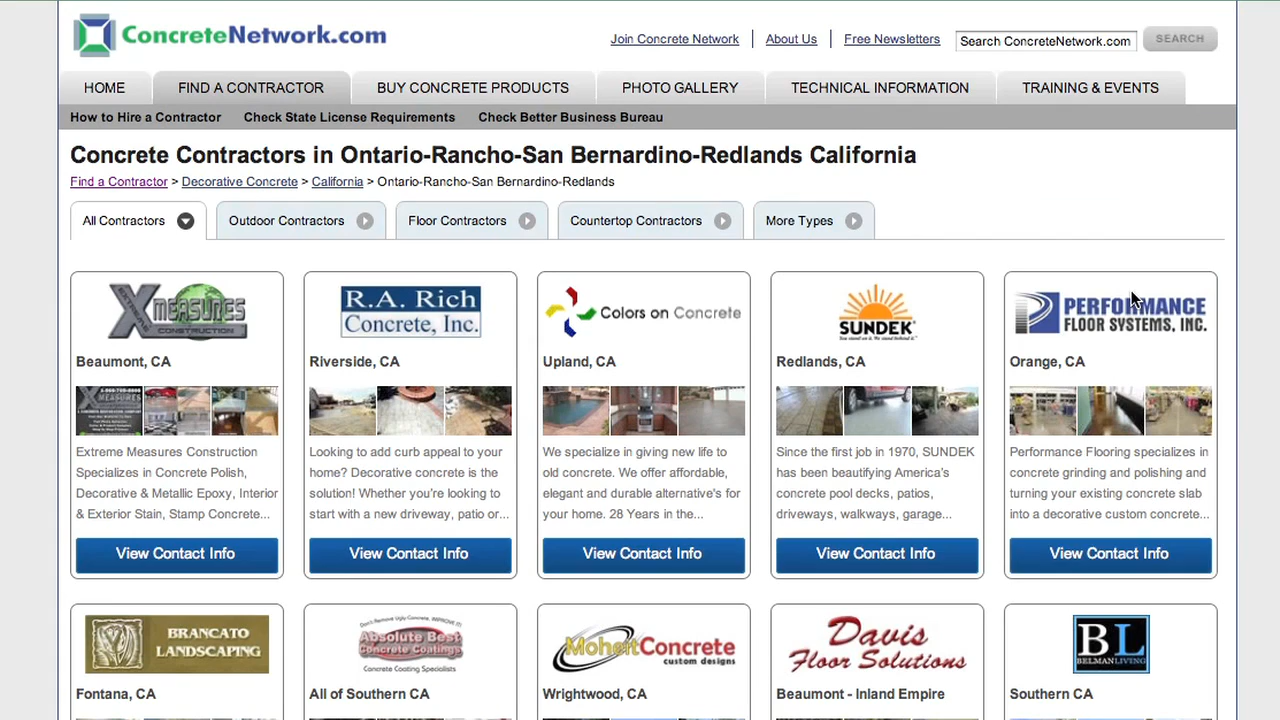 ConcreteNetwork.com
Join Concrete Network | About Us | Free Newsletters
Search ConcreteNetwork.com
SEARCH
HOME
FIND A CONTRACTOR
BUY CONCRETE PRODUCTS
PHOTO GALLERY
TECHNICAL INFORMATION
TRAINING & EVENTS
How to Hire a Contractor
Check State License Requirements
Check Better Business Bureau
Concrete Contractors in Ontario-Rancho-San Bernardino-Redlands California
Find a Contractor > Decorative Concrete > California > Ontario-Rancho-San Bernardino-Redlands
All Contractors
Outdoor Contractors
Floor Contractors
Countertop Contractors
More Types
EXTREME
XMEASURES
CONSTRUCTION
Beaumont, CA
Extreme Measures Construction
Specializes in Concrete Polish,
Decorative & Metallic Epoxy, Interior
& Exterior Stain, Stamp Concrete...
View Contact Info
R.A. Rich
Concrete, Inc.
Riverside, CA
Looking to add curb appeal to your
home? Decorative concrete is the
solution! Whether you're looking to
start with a new driveway, patio or...
View Contact Info
Colors on Concrete
Upland, CA
We specialize in giving new life to
old concrete. We offer affordable,
elegant and durable alternative's for
your home. 28 Years in the...
View Contact Info
SUNDEK
Redlands, CA
Since the first job in 1970, SUNDEK
has been beautifying America's
concrete pool decks, patios,
driveways, walkways, garage...
View Contact Info
PERFORMANCE
FLOOR SYSTEMS, INC.
Orange, CA
Performance Flooring specializes in
concrete grinding and polishing and
turning your existing concrete slab
into a decorative custom concrete...
View Contact Info
BRANCATO
LANDSCAPING
Fontana, CA
Don't Remove Ugly Concrete, IMPROVE IT!
Absolute Best
Concrete Coatings
Concrete Coating Specialists
All of Southern CA
MoheitConcrete
custom designs
Wrightwood, CA
Davis
Floor Solutions
Beaumont - Inland Empire
BL
BELMANLIVING
Southern CA